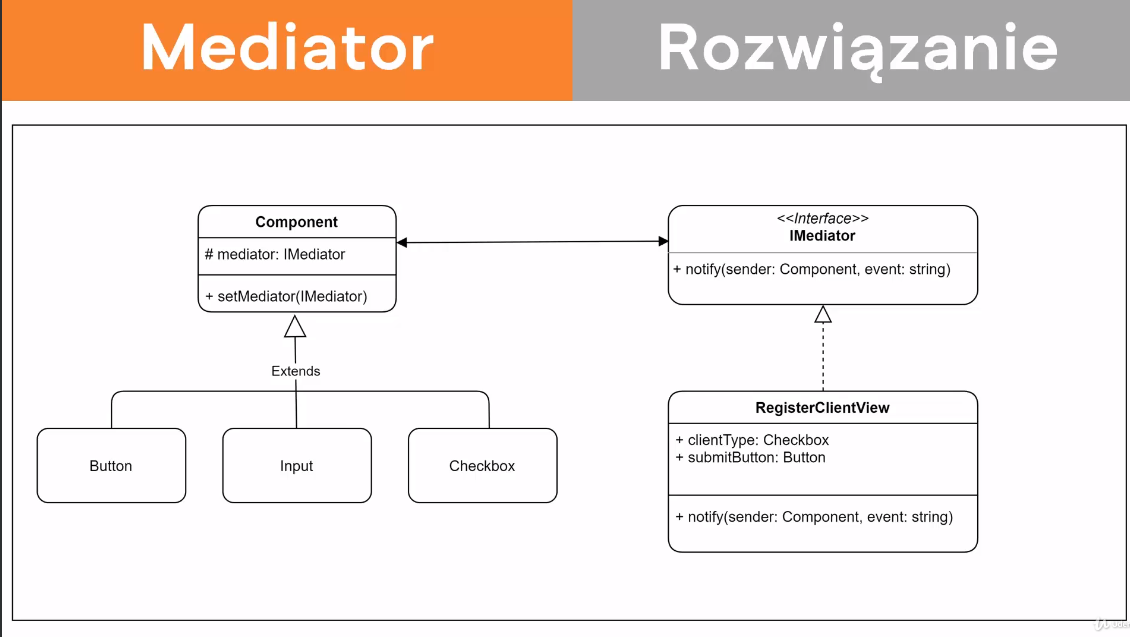 Mediator
Rozwiązanie
Component
# mediator: IMediator
+ setMediator(IMediator)
<<Interface>>
IMediator
+ notify(sender: Component, event: string)
Extends
Button
Input
Checkbox
RegisterClientView
+ clientType: Checkbox
+ submitButton: Button
+ notify(sender: Component, event: string)